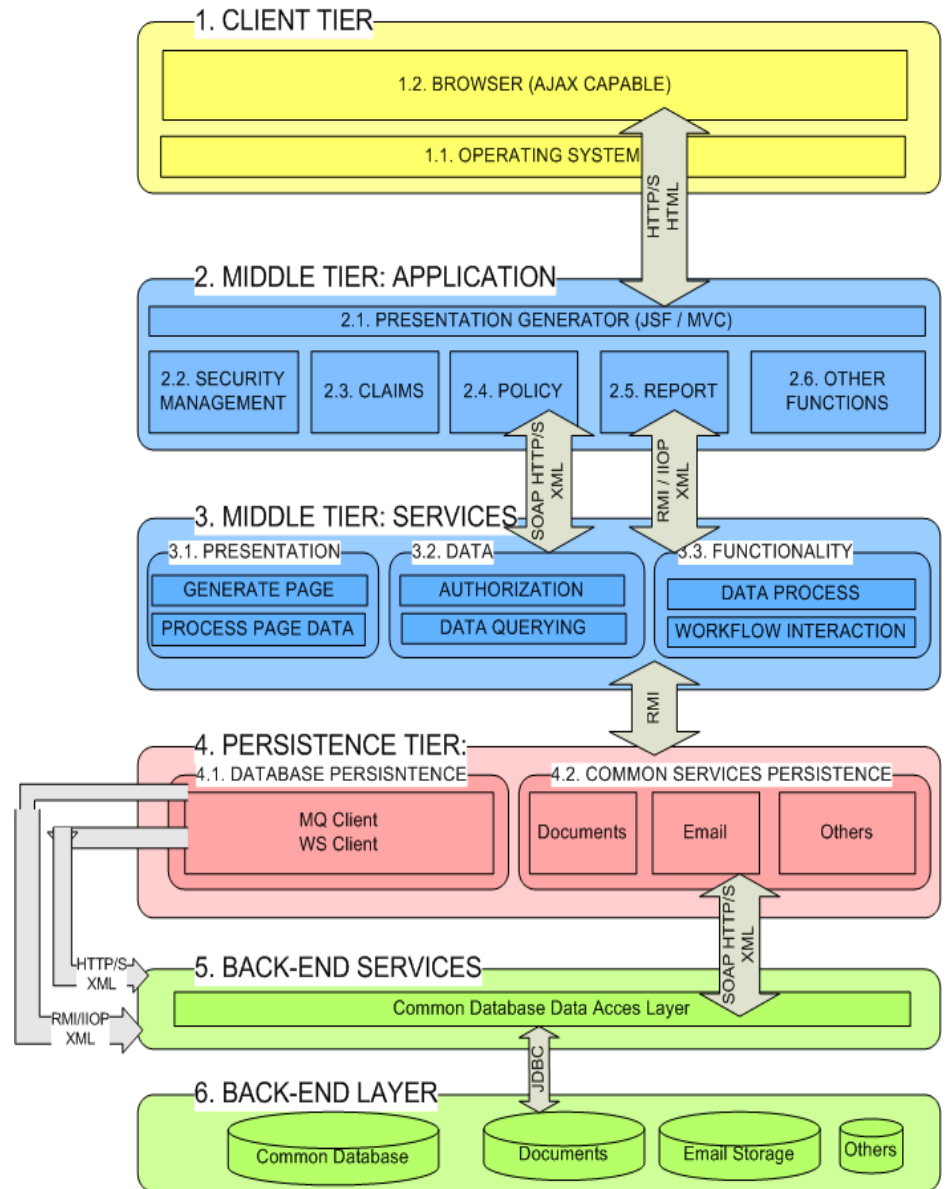 1. CLIENT TIER
1.2. BROWSER (AJAX CAPABLE)
1.1. OPERATING SYSTEM
HTTP/S
HTML
2. MIDDLE TIER: APPLICATION
2.1. PRESENTATION GENERATOR (JSF / MVC)
2.2. SECURITY
MANAGEMENT
2.3. CLAIMS
2.4. POLICY
2.5. REPORT
2.6. OTHER
FUNCTIONS
SOAP HTTP/S
XML
RMI / IIOP
XML
3. MIDDLE TIER: SERVICES
3.1. PRESENTATION
GENERATE PAGE
PROCESS PAGE DATA
3.2. DATA
AUTHORIZATION
DATA QUERYING
3.3. FUNCTIONALITY
DATA PROCESS
WORKFLOW INTERACTION
RMI
4. PERSISTENCE TIER:
4.1. DATABASE PERSISNTENCE
MQ Client
WS Client
4.2. COMMON SERVICES PERSISTENCE
Documents
Email
Others
SOAP HTTP/S
XML
HTTP/S
XML
RMI/IIOP
XML
5. BACK-END SERVICES
Common Database Data Acces Layer
JDBC
6. BACK-END LAYER
Common Database
Documents
Email Storage
Others